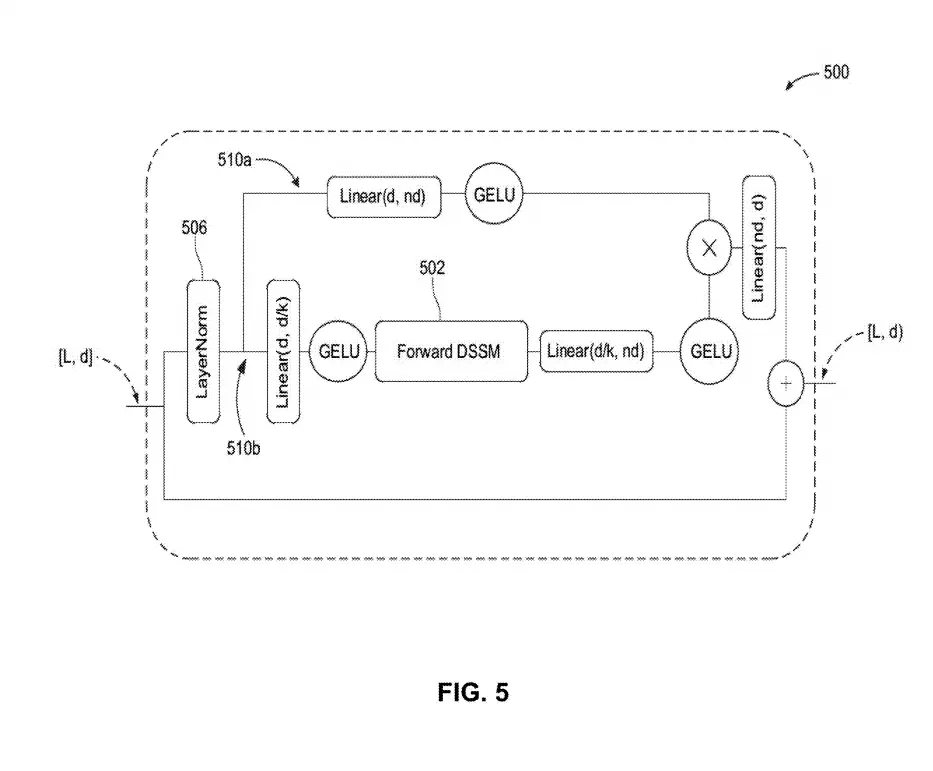 500
510a
Linear(d, nd)
GELU
X
Linear(nd, d)
506
502
LayerNorm
Linear(d, d/k)
GELU
Forward DSSM
Linear(d/k, nd)
GELU
[L, d]
[L, d)
+
510b
FIG. 5